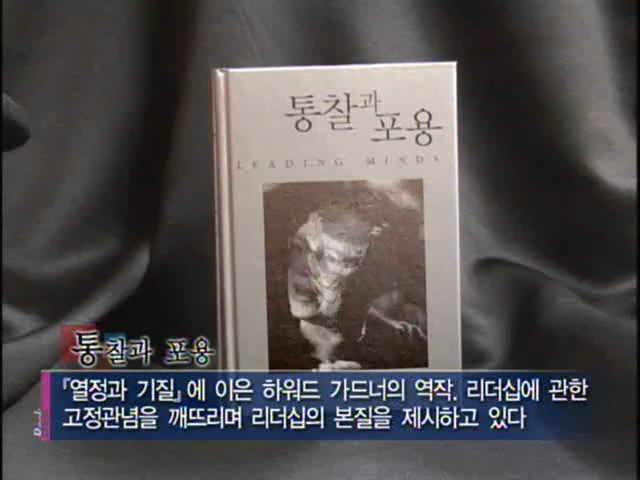 통찰과
포용
LEADING MINDS
통찰과 포용
『열정과 기질』에 이은 하워드 가드너의 역작. 리더십에 관한
고정관념을 깨뜨리며 리더십의 본질을 제시하고 있다